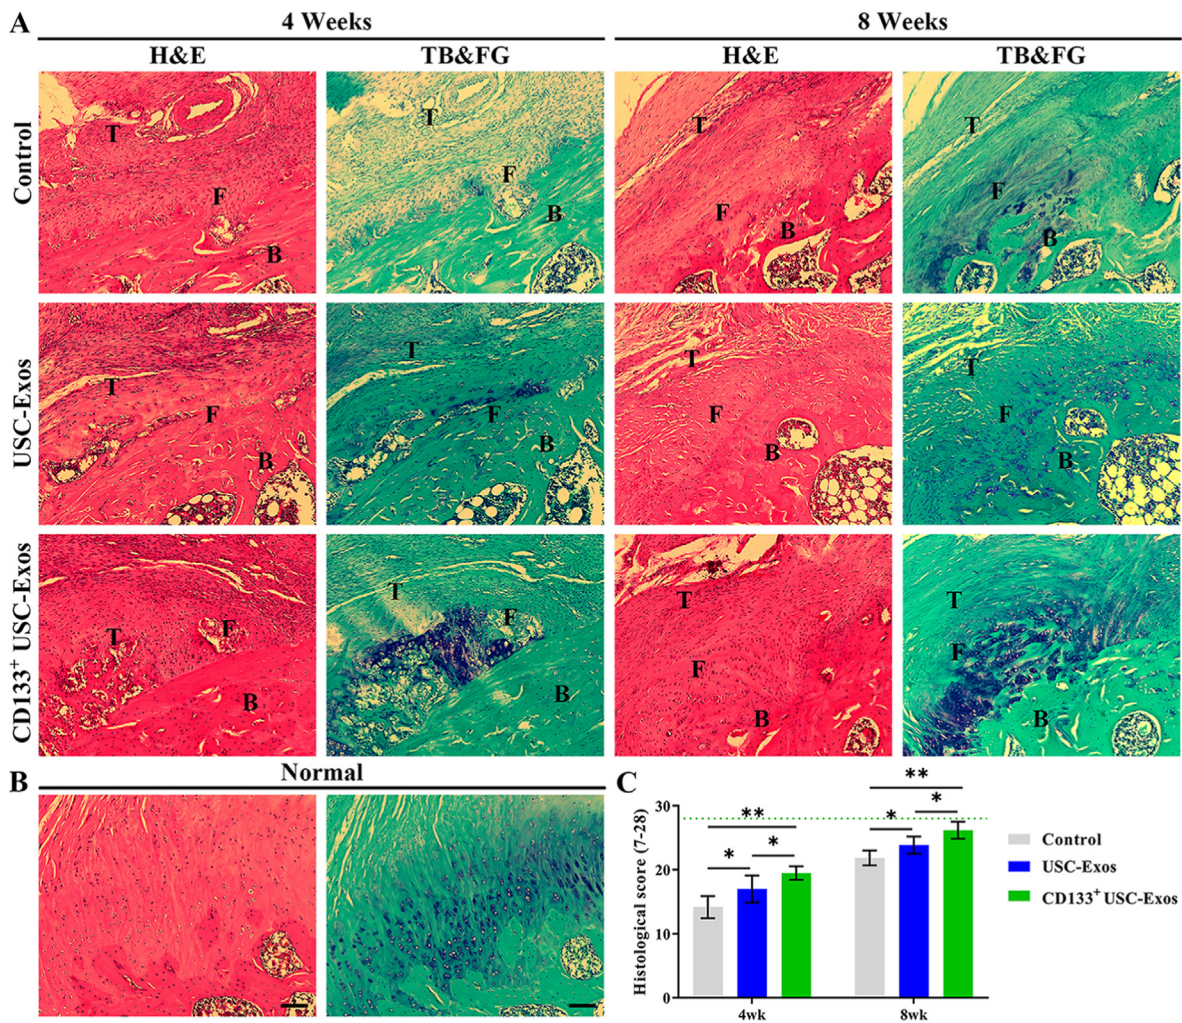 A
4 Weeks
8 Weeks
H&E
TB&FG
H&E
TB&FG
Control
T
F
B
T
F
B
T
F
B
T
F
B
USC-Exos
T
F
B
T
F
B
T
F
B
T
F
B
CD133+ USC-Exos
T
F
B
T
F
B
T
F
B
T
F
B
B
Normal
C
Histological score (7-28)
30
20
10
0
*
*
**
*
*
**
4wk
8wk
Control
USC-Exos
CD133+ USC-Exos